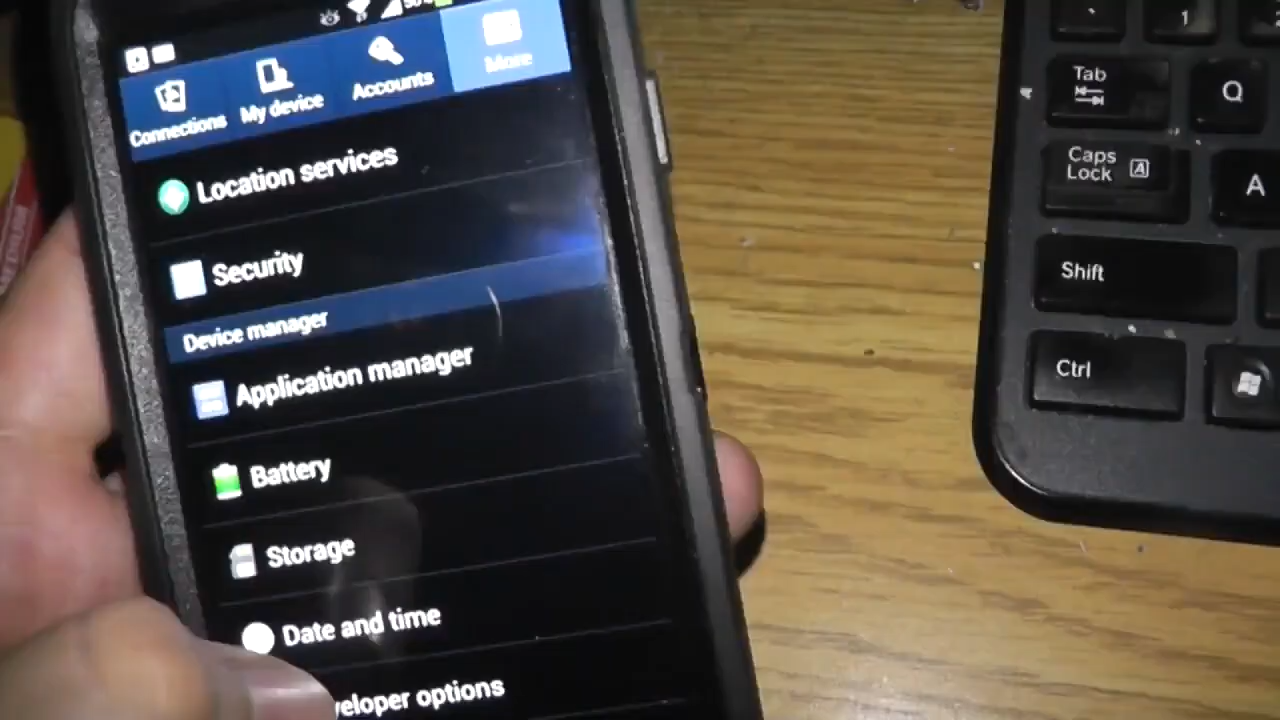 Connections
My device
Accounts
More
Location services
Security
Device manager
Application manager
Battery
Storage
Date and time
veloper options
1
Tab
Q
Caps
Lock
A
A
Shift
Ctrl